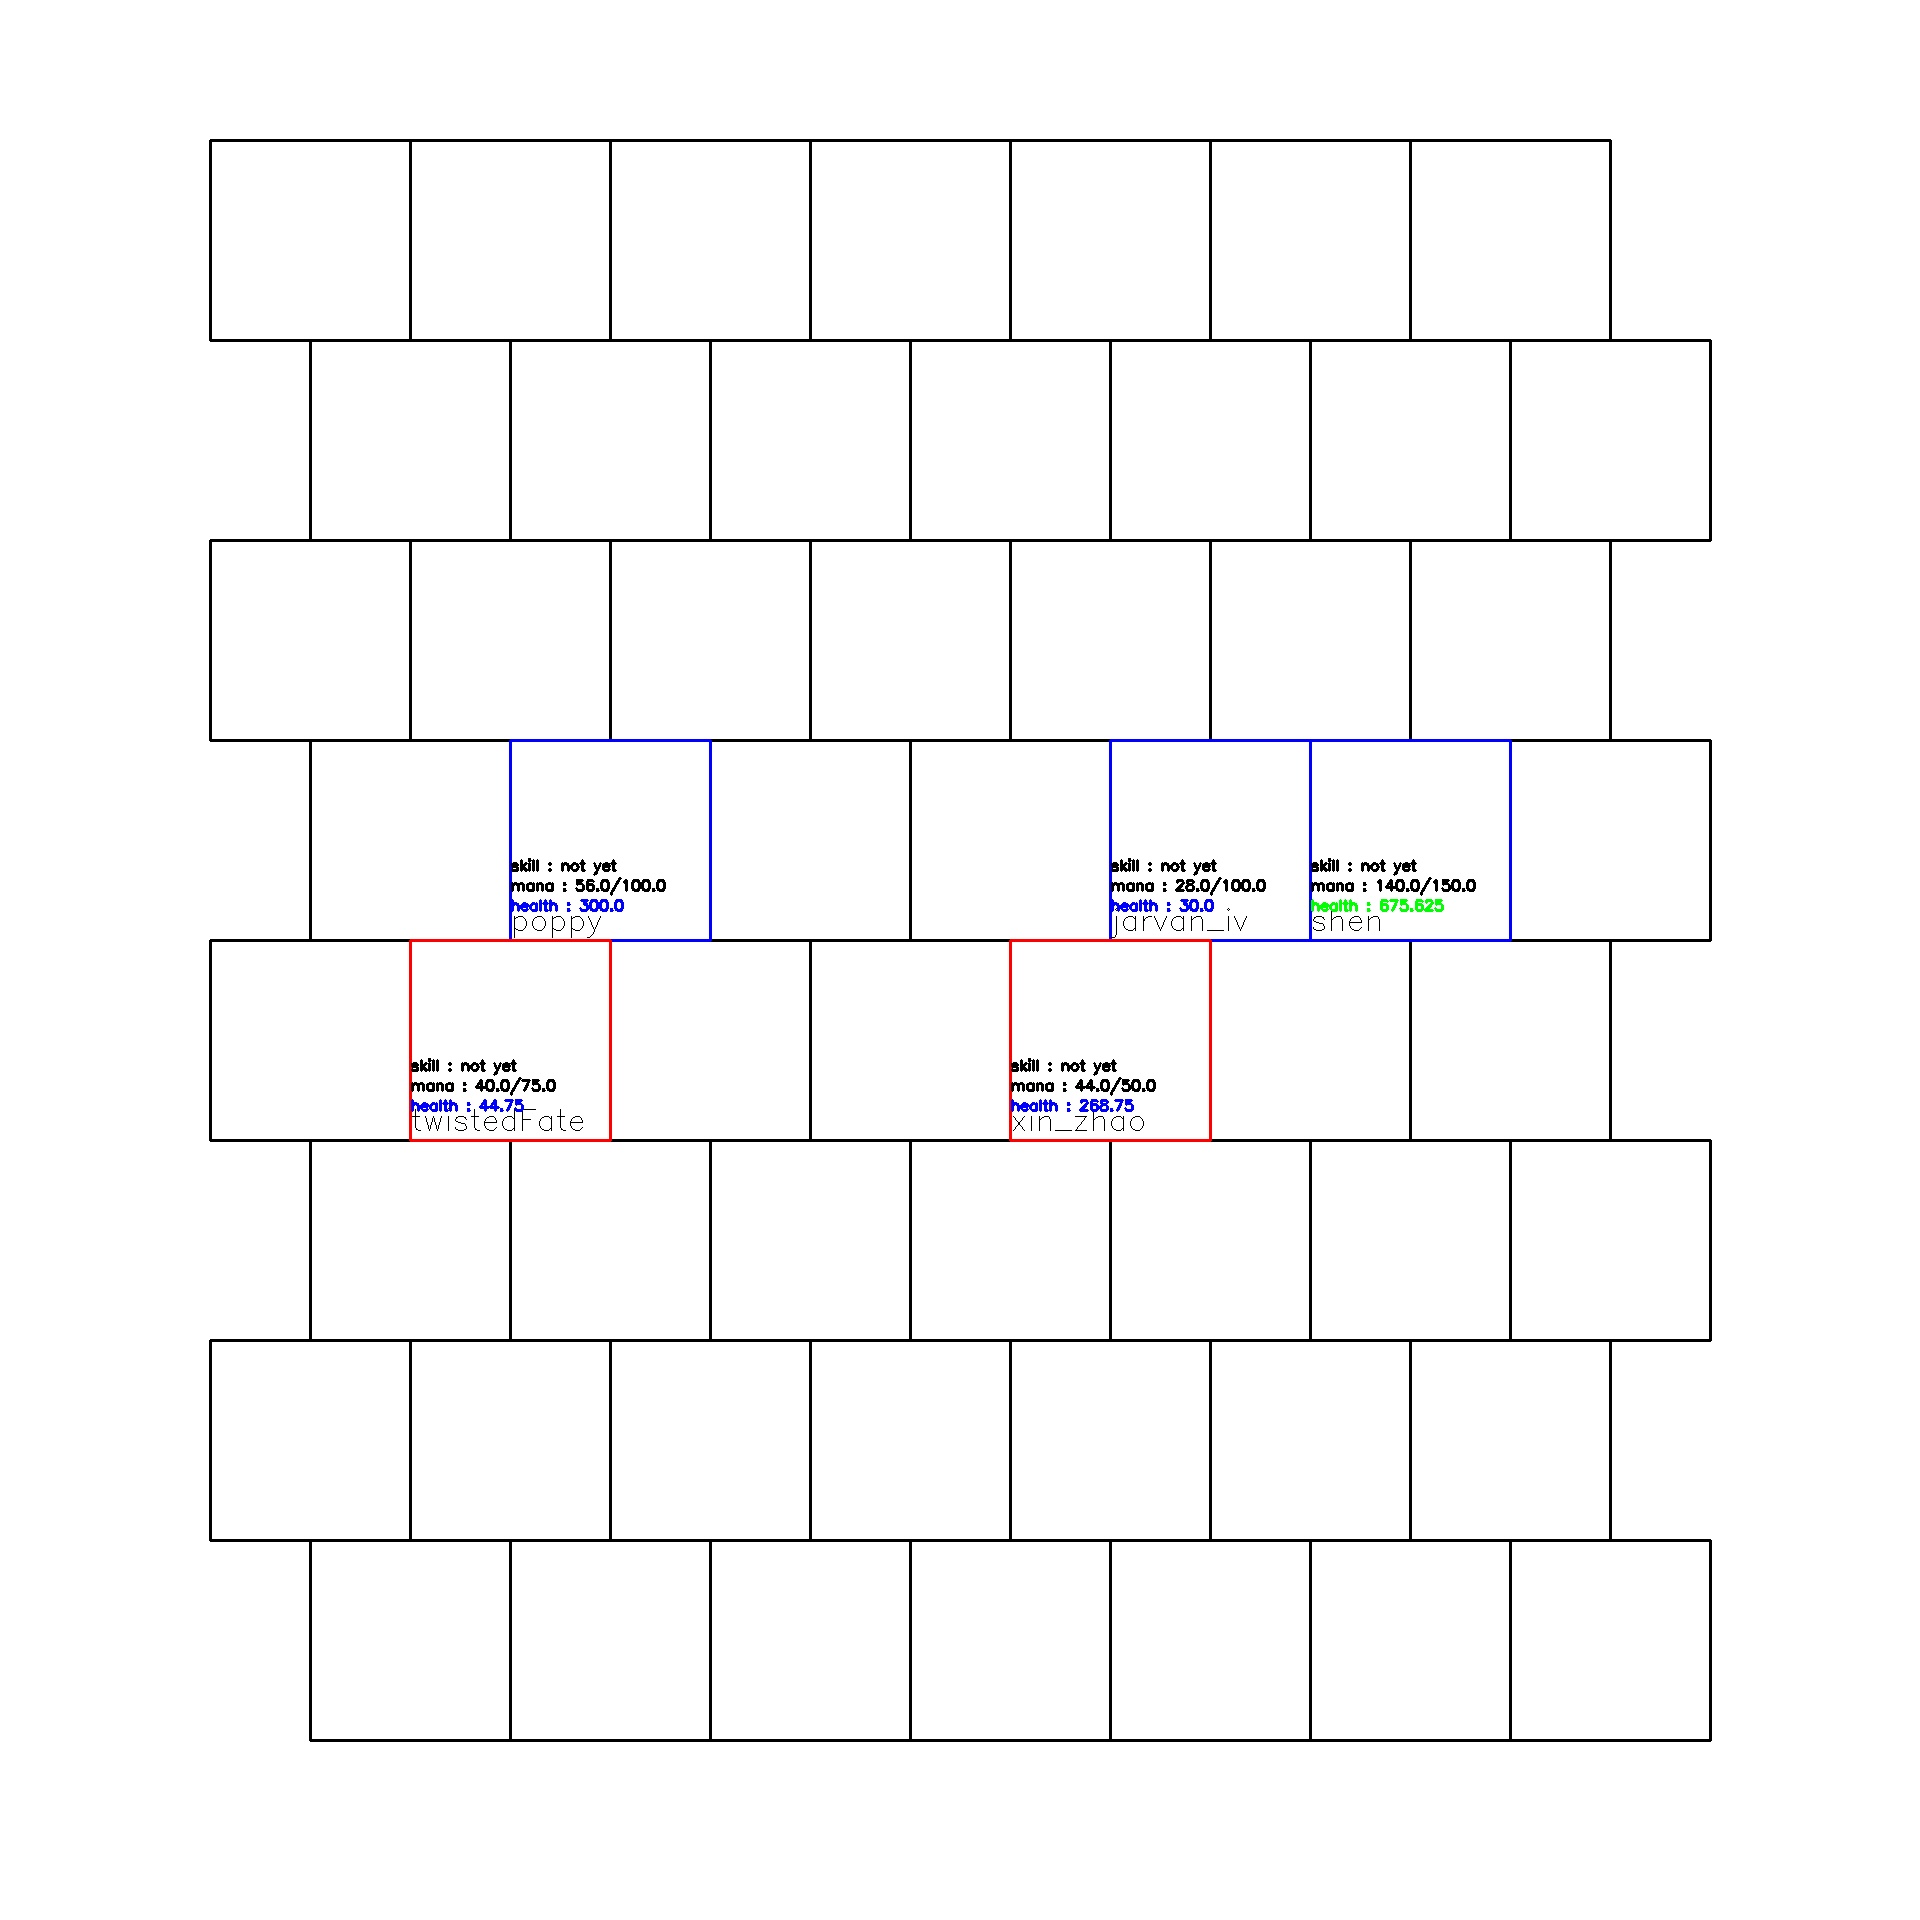 skill : not yet
mana : 56.0/100.0
health : 300.0
poppy
skill : not yet
mana : 28.0/100.0
health : 30.0
jarvan_iv
skill : not yet
mana : 140.0/150.0
health : 675.625
shen
skill : not yet
mana : 40.0/75.0
health : 44.75
twistedFate
skill : not yet
mana : 44.0/50.0
health : 268.75
xin_zhao